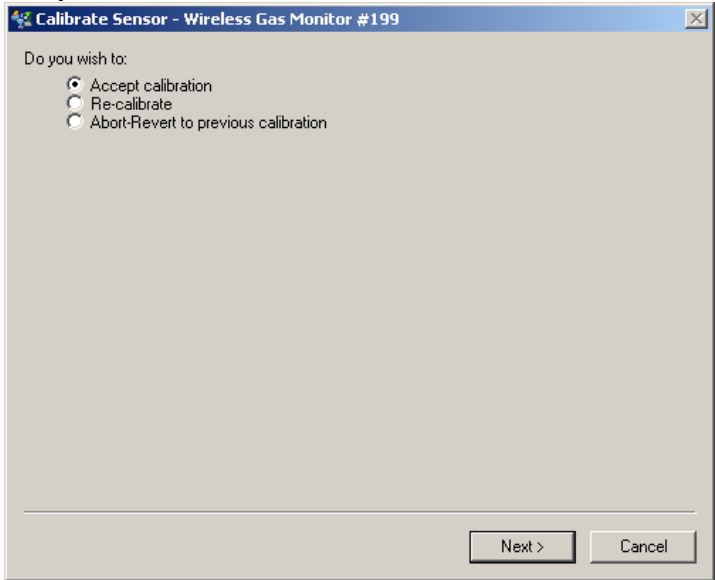 Calibrate Sensor - Wireless Gas Monitor #199
Do you wish to:
Accept calibration
Re-calibrate
Abort-Revert to previous calibration
Next >
Cancel